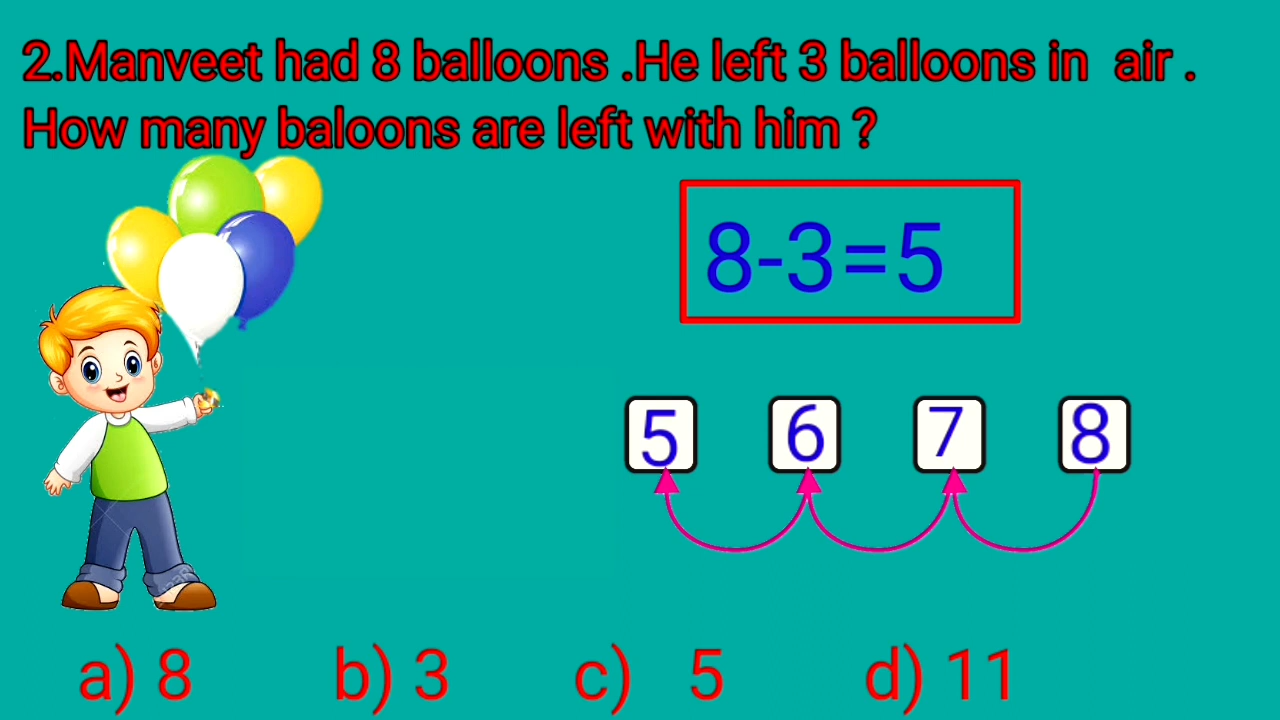 2.Manveet had 8 balloons .He left 3 balloons in air .
How many baloons are left with him ?
8-3=5
5 6 7 8
a) 8 b) 3 c) 5 d) 11